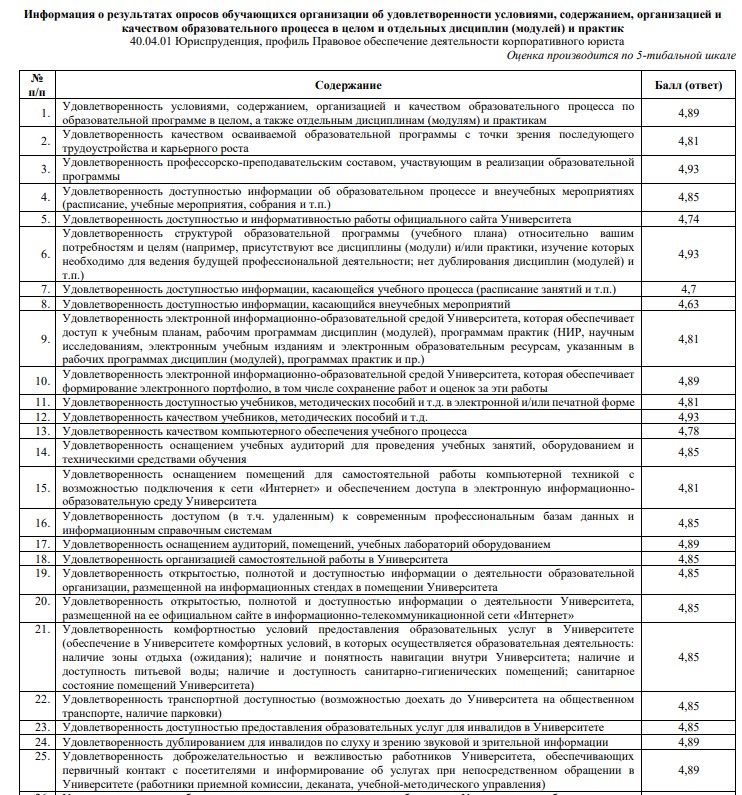 Информация о результатах опросов обучающихся организации об удовлетворенности условиями, содержанием, организацией и
качеством образовательного процесса в целом и отдельных дисциплин (модулей) и практик
40.04.01 Юриспруденция, профиль Правовое обеспечение деятельности корпоративного юриста
Оценка производится по 5-тибальной шкале
№
п/п
Содержание
Балл (ответ)
1. Удовлетворенность условиями, содержанием, организацией и качеством образовательного процесса по
образовательной программе в целом, а также отдельным дисциплинам (модулям) и практикам
4,89
2. Удовлетворенность качеством осваиваемой образовательной программы с точки зрения последующего
трудоустройства и карьерного роста
4,81
3. Удовлетворенность профессорско-преподавательским составом, участвующим в реализации образовательной
программы
4,93
4. Удовлетворенность доступностью информации об образовательном процессе и внеучебных мероприятиях
(расписание, учебные мероприятия, собрания и т.п.)
4,85
5. Удовлетворенность доступностью и информативностью работы официального сайта Университета 4,74
6. Удовлетворенность структурой образовательной программы (учебного плана) относительно вашим
потребностям и целям (например, присутствуют все дисциплины (модули) и/или практики, изучение которых
необходимо для ведения будущей профессиональной деятельности; нет дублирования дисциплин (модулей) и
т.п.)
4,93
7. Удовлетворенность доступностью информации, касающейся учебного процесса (расписание занятий и т.п.) 4,7
8. Удовлетворенность доступностью информации, касающийся внеучебных мероприятий 4,63
9. Удовлетворенность электронной информационно-образовательной средой Университета, которая обеспечивает
доступ к учебным планам, рабочим программам дисциплин (модулей), программам практик (НИР, научным
исследованиям, электронным учебным изданиям и электронным образовательным ресурсам, указанным в
рабочих программах дисциплин (модулей), программах практик и пр.)
4,81
10. Удовлетворенность электронной информационно-образовательной средой Университета, которая обеспечивает
формирование электронного портфолио, в том числе сохранение работ и оценок за эти работы
4,89
11. Удовлетворенность доступностью учебников, методических пособий и т.д. в электронной и/или печатной форме 4,81
12. Удовлетворенность качеством учебников, методических пособий и т.д. 4,93
13. Удовлетворенность качеством компьютерного обеспечения учебного процесса 4,78
14. Удовлетворенность оснащением учебных аудиторий для проведения учебных занятий, оборудованием и
техническими средствами обучения
4,85
15. Удовлетворенность оснащением помещений для самостоятельной работы компьютерной техникой с
возможностью подключения к сети «Интернет» и обеспечением доступа в электронную информационно-
образовательную среду Университета
4,81
16. Удовлетворенность доступом (в т.ч. удаленным) к современным профессиональным базам данных и
информационным справочным системам
4,85
17. Удовлетворенность оснащением аудиторий, помещений, учебных лабораторий оборудованием 4,89
18. Удовлетворенность организацией самостоятельной работы в Университета 4,85
19. Удовлетворенность открытостью, полнотой и доступностью информации о деятельности образовательной
организации, размещенной на информационных стендах в помещении Университета
4,85
20. Удовлетворенность открытостью, полнотой и доступностью информации о деятельности Университета,
размещенной на ее официальном сайте в информационно-телекоммуникационной сети «Интернет»
4,85
21. Удовлетворенность комфортностью условий предоставления образовательных услуг в Университете
(обеспечение в Университете комфортных условий, в которых осуществляется образовательная деятельность:
наличие зоны отдыха (ожидания); наличие и понятность навигации внутри Университета; наличие и
доступность питьевой воды; наличие и доступность санитарно-гигиенических помещений; санитарное
состояние помещений Университета)
4,85
22. Удовлетворенность транспортной доступностью (возможностью доехать до Университета на общественном
транспорте, наличие парковки)
4,85
23. Удовлетворенность доступностью предоставления образовательных услуг для инвалидов в Университете 4,85
24. Удовлетворенность дублированием для инвалидов по слуху и зрению звуковой и зрительной информации 4,89
25. Удовлетворенность доброжелательностью и вежливостью работников Университета, обеспечивающих
первичный контакт с посетителями и информирование об услугах при непосредственном обращении в
Университете (работники приемной комиссии, деканата, учебной-методического управления)
4,89